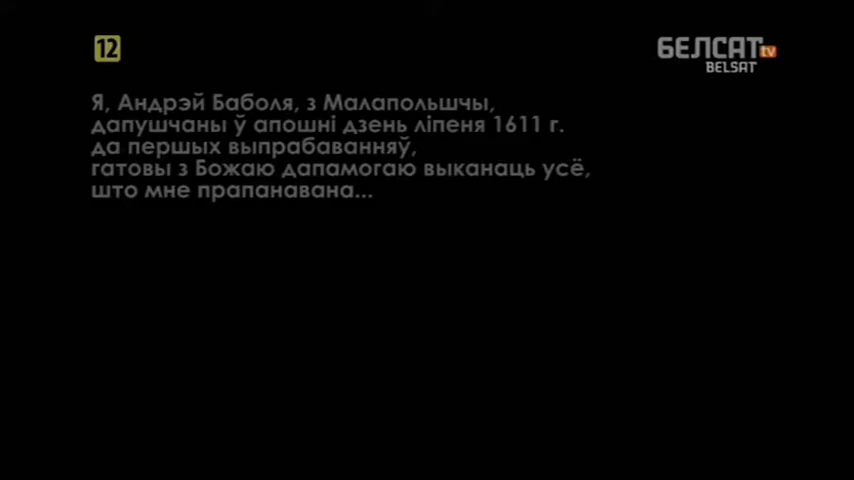 12
БЕЛСАТ tv
BELSAT
Я, Андрэй Баболя, з Малапольшчы,
дапушчаны ў апошні дзень ліпеня 1611 г.
да першых выпрабаванняў,
гатовы з Божаю дапамогаю выканаць усё,
што мне прапанавана...